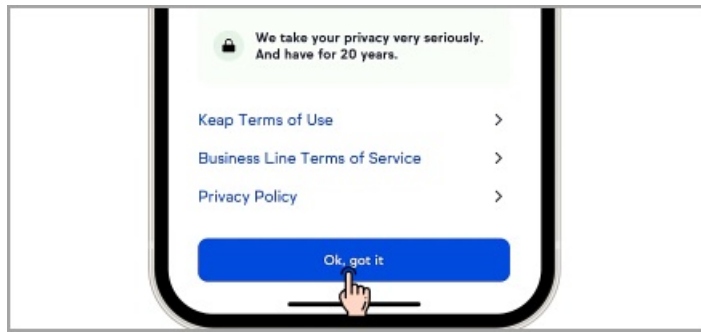 We take your privacy very seriously.
And have for 20 years.
Keap Terms of Use
Business Line Terms of Service
Privacy Policy
Ok, got it